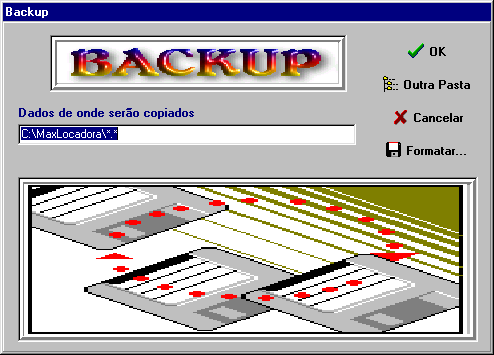 Backup
BACKUP
OK
Outra Pasta
Dados de onde serão copiados
Cancelar
C:\MaxLocadora\*.*
Formatar...